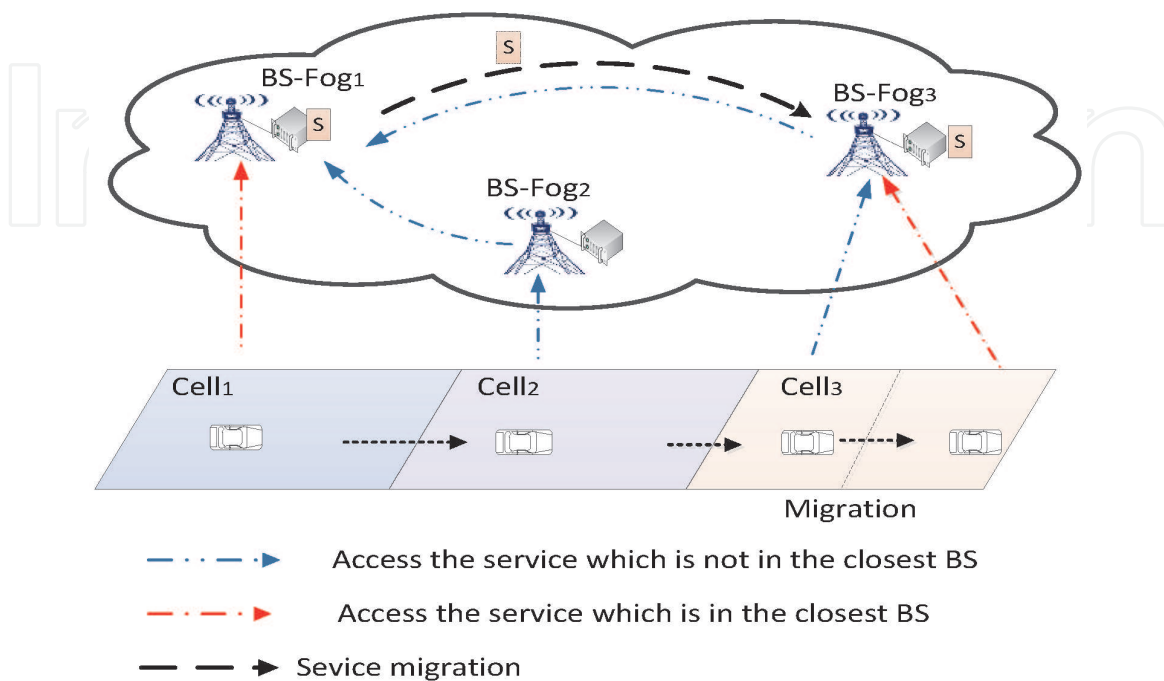 S
BS-Fog1
BS-Fog3
S
S
BS-Fog2
Cell1
Cell2
Cell3
Migration
Access the service which is not in the closest BS
Access the service which is in the closest BS
Sevice migration